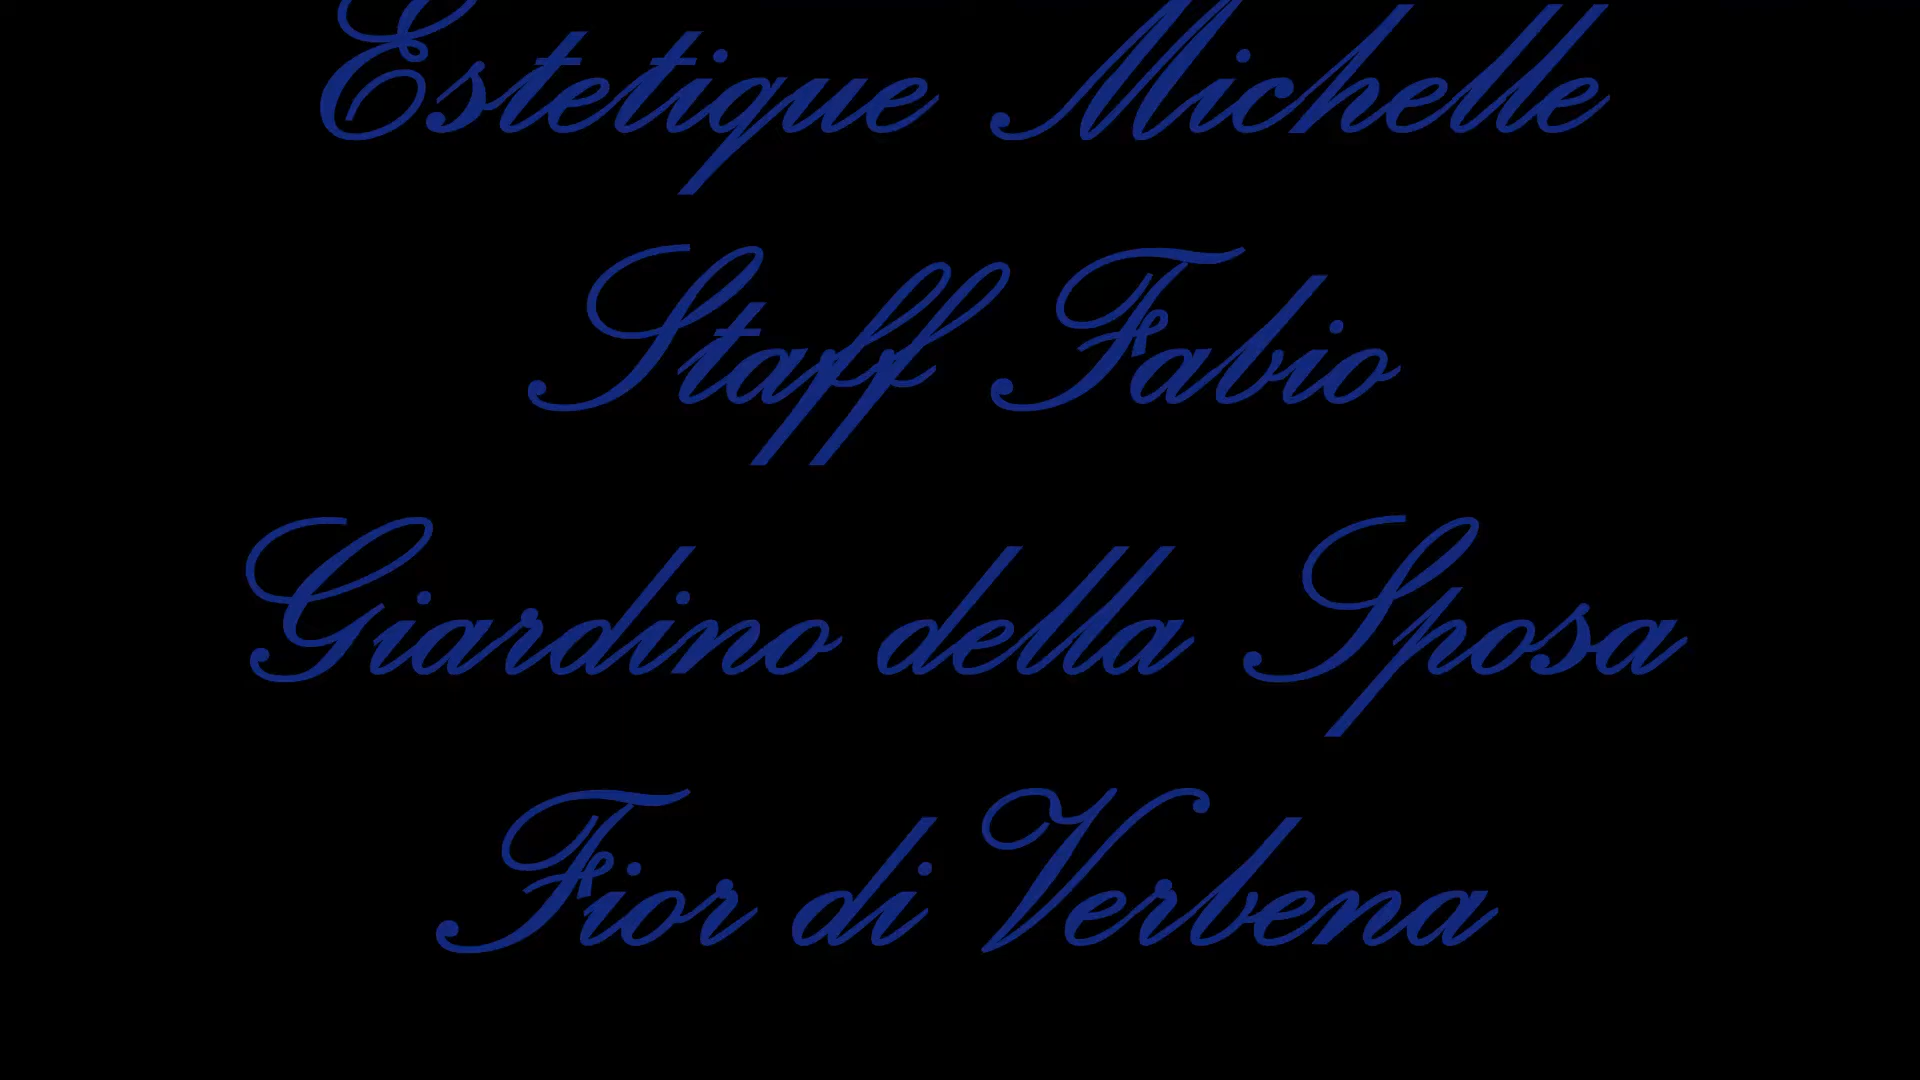 Estetique Michelle
Staff Fabio
Giardino della Sposa
Fior di Verbena